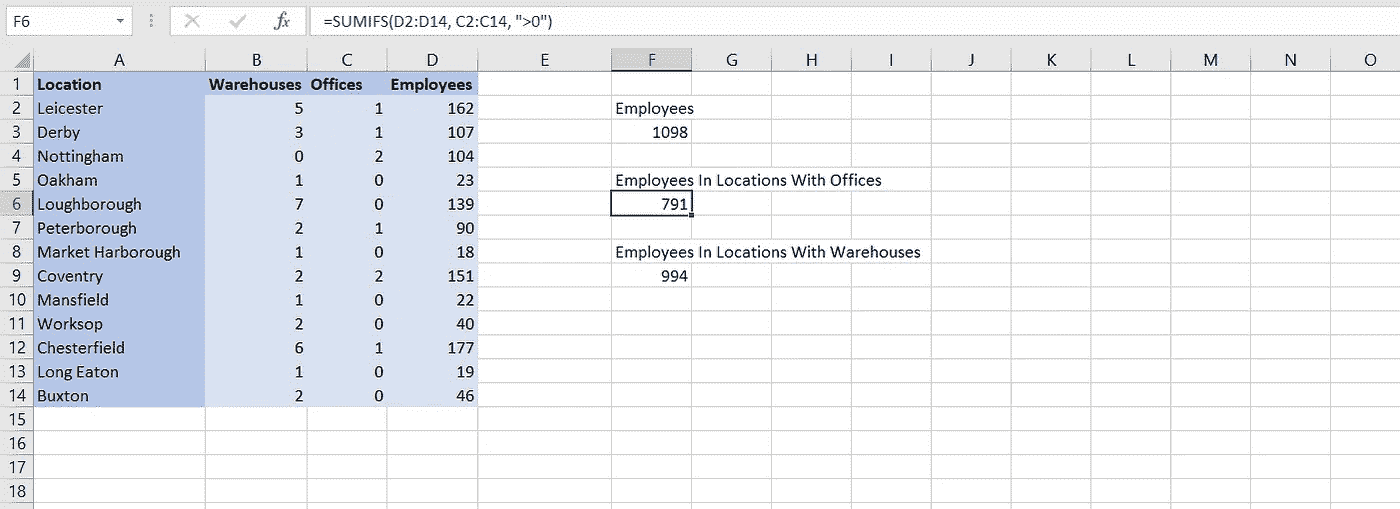 F6 fx =SUMIFS(D2:D14, C2:C14, ">0")
A B C D E F G H I J K L M N O
1 Location Warehouses Offices Employees
2 Leicester 5 1 162 Employees
3 Derby 3 1 107 1098
4 Nottingham 0 2 104
5 Oakham 1 0 23 Employees In Locations With Offices
6 Loughborough 7 0 139 791
7 Peterborough 2 1 90
8 Market Harborough 1 0 18 Employees In Locations With Warehouses
9 Coventry 2 2 151 994
10 Mansfield 1 0 22
11 Worksop 2 0 40
12 Chesterfield 6 1 177
13 Long Eaton 1 0 19
14 Buxton 2 0 46
15
16
17
18